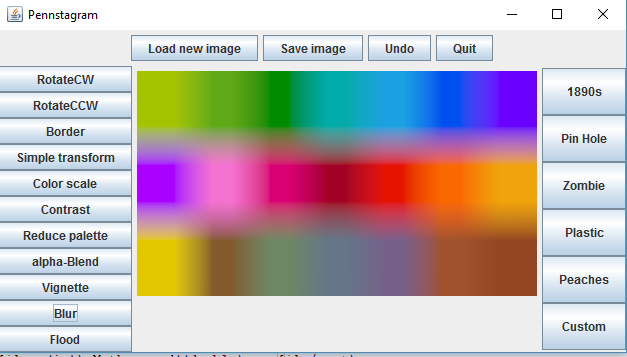 Pennstagram
Load new image Save image Undo Quit
RotateCW
RotateCCW
Border
Simple transform
Color scale
Contrast
Reduce palette
alpha-Blend
Vignette
Blur
Flood
1890s
Pin Hole
Zombie
Plastic
Peaches
Custom